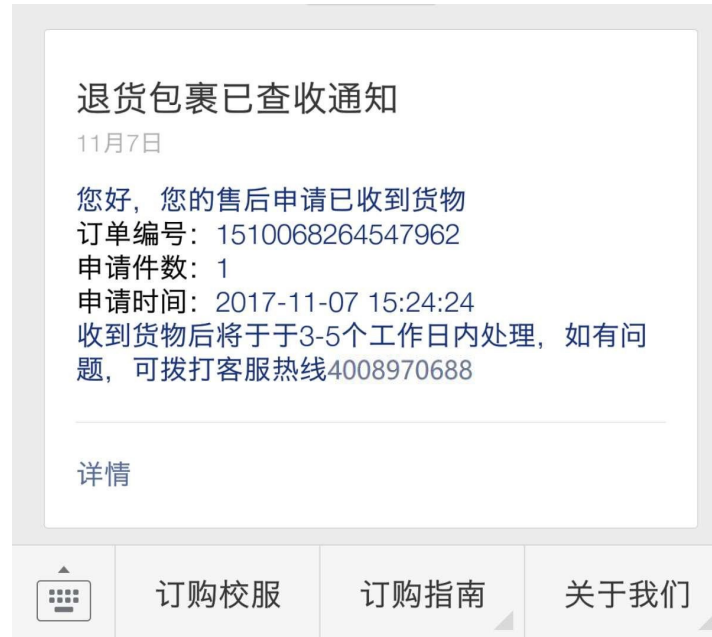 退货包裹已查收通知
11月7日
您好，您的售后申请已收到货物
订单编号：1510068264547962
申请件数：1
申请时间：2017-11-07 15:24:24
收到货物后将于于3-5个工作日内处理，如有问
题，可拨打客服热线4008970688
详情
订购校服
订购指南
关于我们